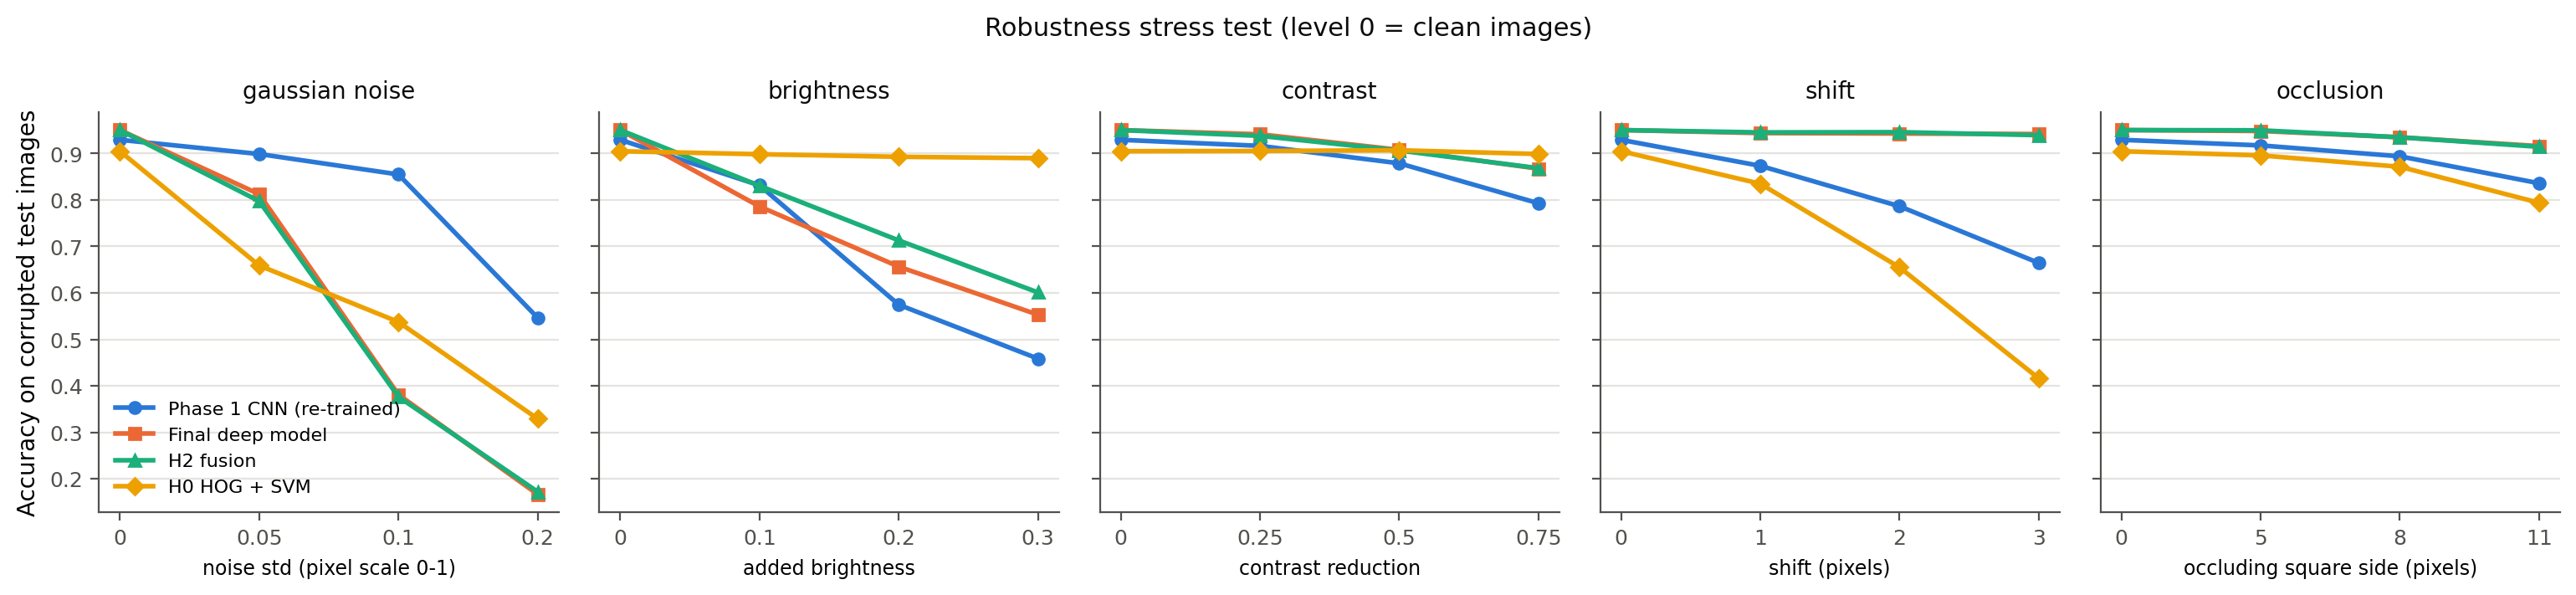 Robustness stress test (level 0 = clean images)
gaussian noise
brightness
contrast
shift
occlusion
Accuracy on corrupted test images
0.9
0.8
0.7
0.6
0.5
0.4
0.3
0.2
Phase 1 CNN (re-trained)
Final deep model
H2 fusion
H0 HOG + SVM
0 0.05 0.1 0.2
noise std (pixel scale 0-1)
0 0.1 0.2 0.3
added brightness
0 0.25 0.5 0.75
contrast reduction
0 1 2 3
shift (pixels)
0 5 8 11
occluding square side (pixels)